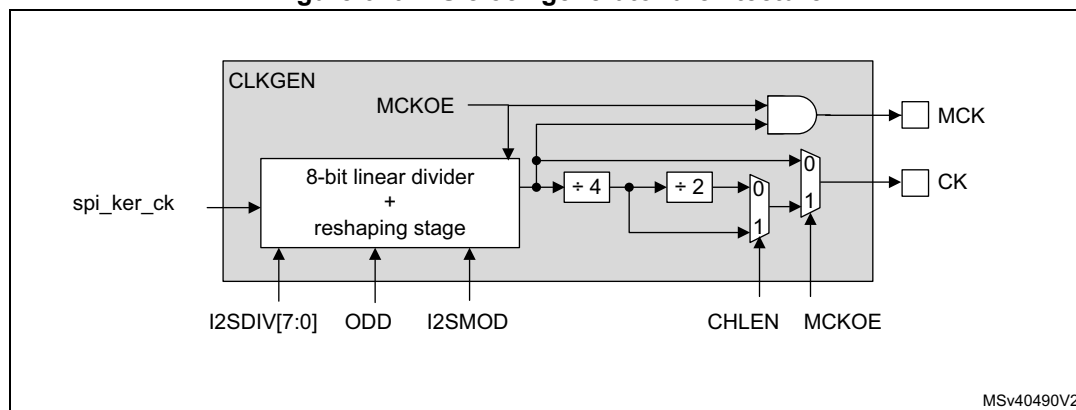 CLKGEN
MCKOE
MCK
8-bit linear divider
+
reshaping stage
÷ 4
÷ 2
0
1
0
1
CK
spi_ker_ck
I2SDIV[7:0]
ODD
I2SMOD
CHLEN
MCKOE
MSv40490V2